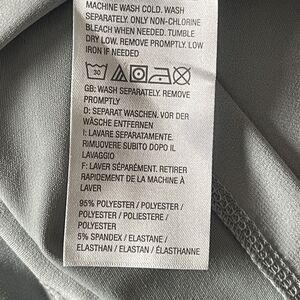 MACHINE WASH COLD. WASH
SEPARATELY. ONLY NON-CHLORINE
BLEACH WHEN NEEDED. TUMBLE
DRY LOW. REMOVE PROMPTLY. LOW
IRON IF NEEDED
30
GB: WASH SEPARATELY. REMOVE
PROMPTLY
D: SEPARAT WASCHEN. VOR DER
WÄSCHE ENTFERNEN
I: LAVARE SEPARATAMENTE.
RIMUOVERE SUBITO DOPO IL
LAVAGGIO
F: LAVER SÉPARÉMENT. RETIRER
RAPIDEMENT DE LA MACHINE À
LAVER
95% POLYESTER / POLYESTER /
POLYESTER / POLIESTERE /
POLYESTER
5% SPANDEX / ELASTANE /
ELASTHAN / ELASTAN / ÉLASTHANNE